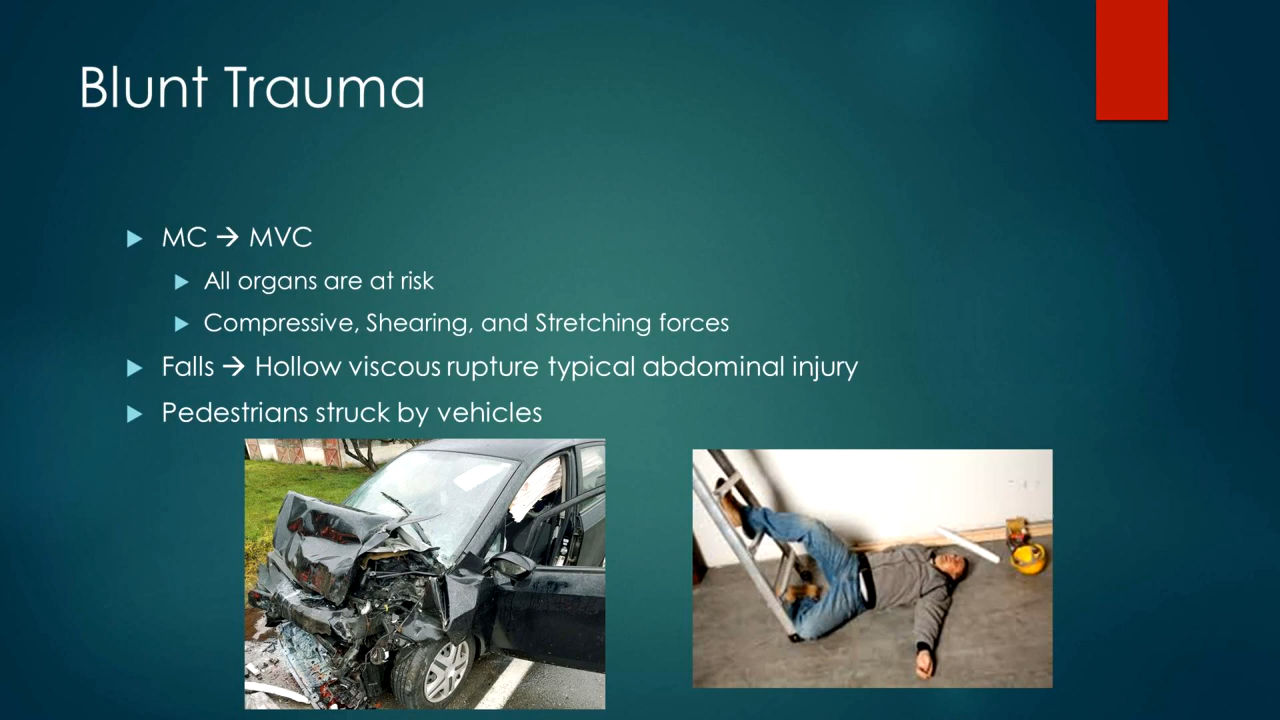 Blunt Trauma
MC → MVC
All organs are at risk
Compressive, Shearing, and Stretching forces
Falls → Hollow viscous rupture typical abdominal injury
Pedestrians struck by vehicles